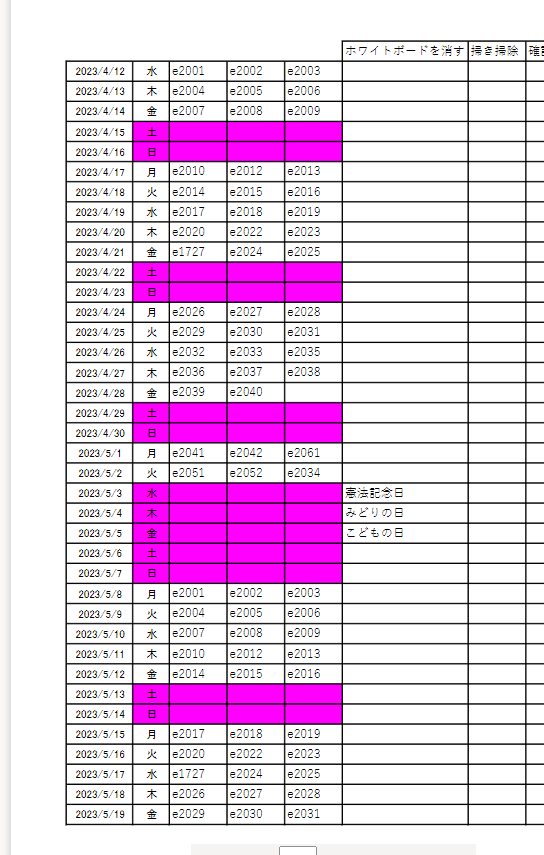 ホワイトボードを消す 掃き掃除
2023/4/12 水 e2001 e2002 e2003
2023/4/13 木 e2004 e2005 e2006
2023/4/14 金 e2007 e2008 e2009
2023/4/15 土
2023/4/16 日
2023/4/17 月 e2010 e2012 e2013
2023/4/18 火 e2014 e2015 e2016
2023/4/19 水 e2017 e2018 e2019
2023/4/20 木 e2020 e2022 e2023
2023/4/21 金 e1727 e2024 e2025
2023/4/22 土
2023/4/23 日
2023/4/24 月 e2026 e2027 e2028
2023/4/25 火 e2029 e2030 e2031
2023/4/26 水 e2032 e2033 e2035
2023/4/27 木 e2036 e2037 e2038
2023/4/28 金 e2039 e2040
2023/4/29 土
2023/4/30 日
2023/5/1 月 e2041 e2042 e2061
2023/5/2 火 e2051 e2052 e2034
2023/5/3 水 憲法記念日
2023/5/4 木 みどりの日
2023/5/5 金 こどもの日
2023/5/6 土
2023/5/7 日
2023/5/8 月 e2001 e2002 e2003
2023/5/9 火 e2004 e2005 e2006
2023/5/10 水 e2007 e2008 e2009
2023/5/11 木 e2010 e2012 e2013
2023/5/12 金 e2014 e2015 e2016
2023/5/13 土
2023/5/14 日
2023/5/15 月 e2017 e2018 e2019
2023/5/16 火 e2020 e2022 e2023
2023/5/17 水 e1727 e2024 e2025
2023/5/18 木 e2026 e2027 e2028
2023/5/19 金 e2029 e2030 e2031